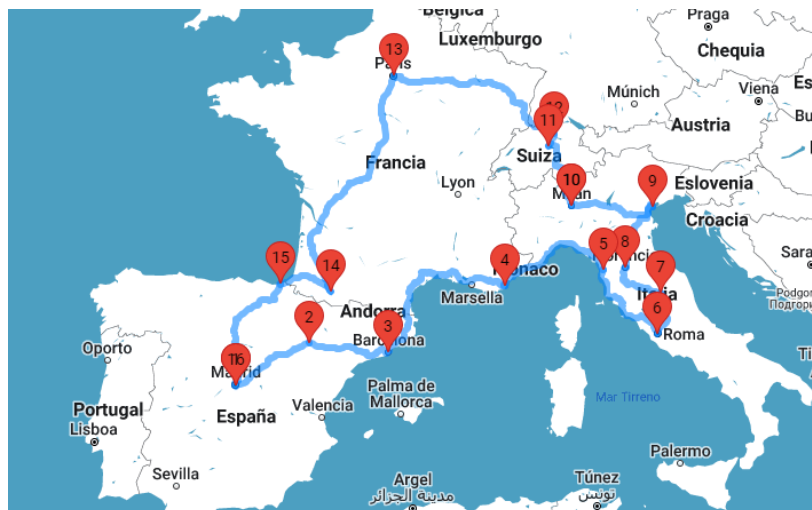 Bélgica
Praga
Luxemburgo
Chequia
13
París
Múnich
Viena
12
11
Austria
Suiza
Francia
Lyon
10
Milán
9
Eslovenia
Croacia
15
14
4
Mónaco
5
8
7
Italia
Marsella
Andorra
2
3
Barcelona
6
Roma
Oporto
16
Madrid
España
Palma de
Mallorca
Mar Tirreno
Portugal
Lisboa
Valencia
Sevilla
Palermo
Argel
مدينة الجزائر
Túnez
تونس